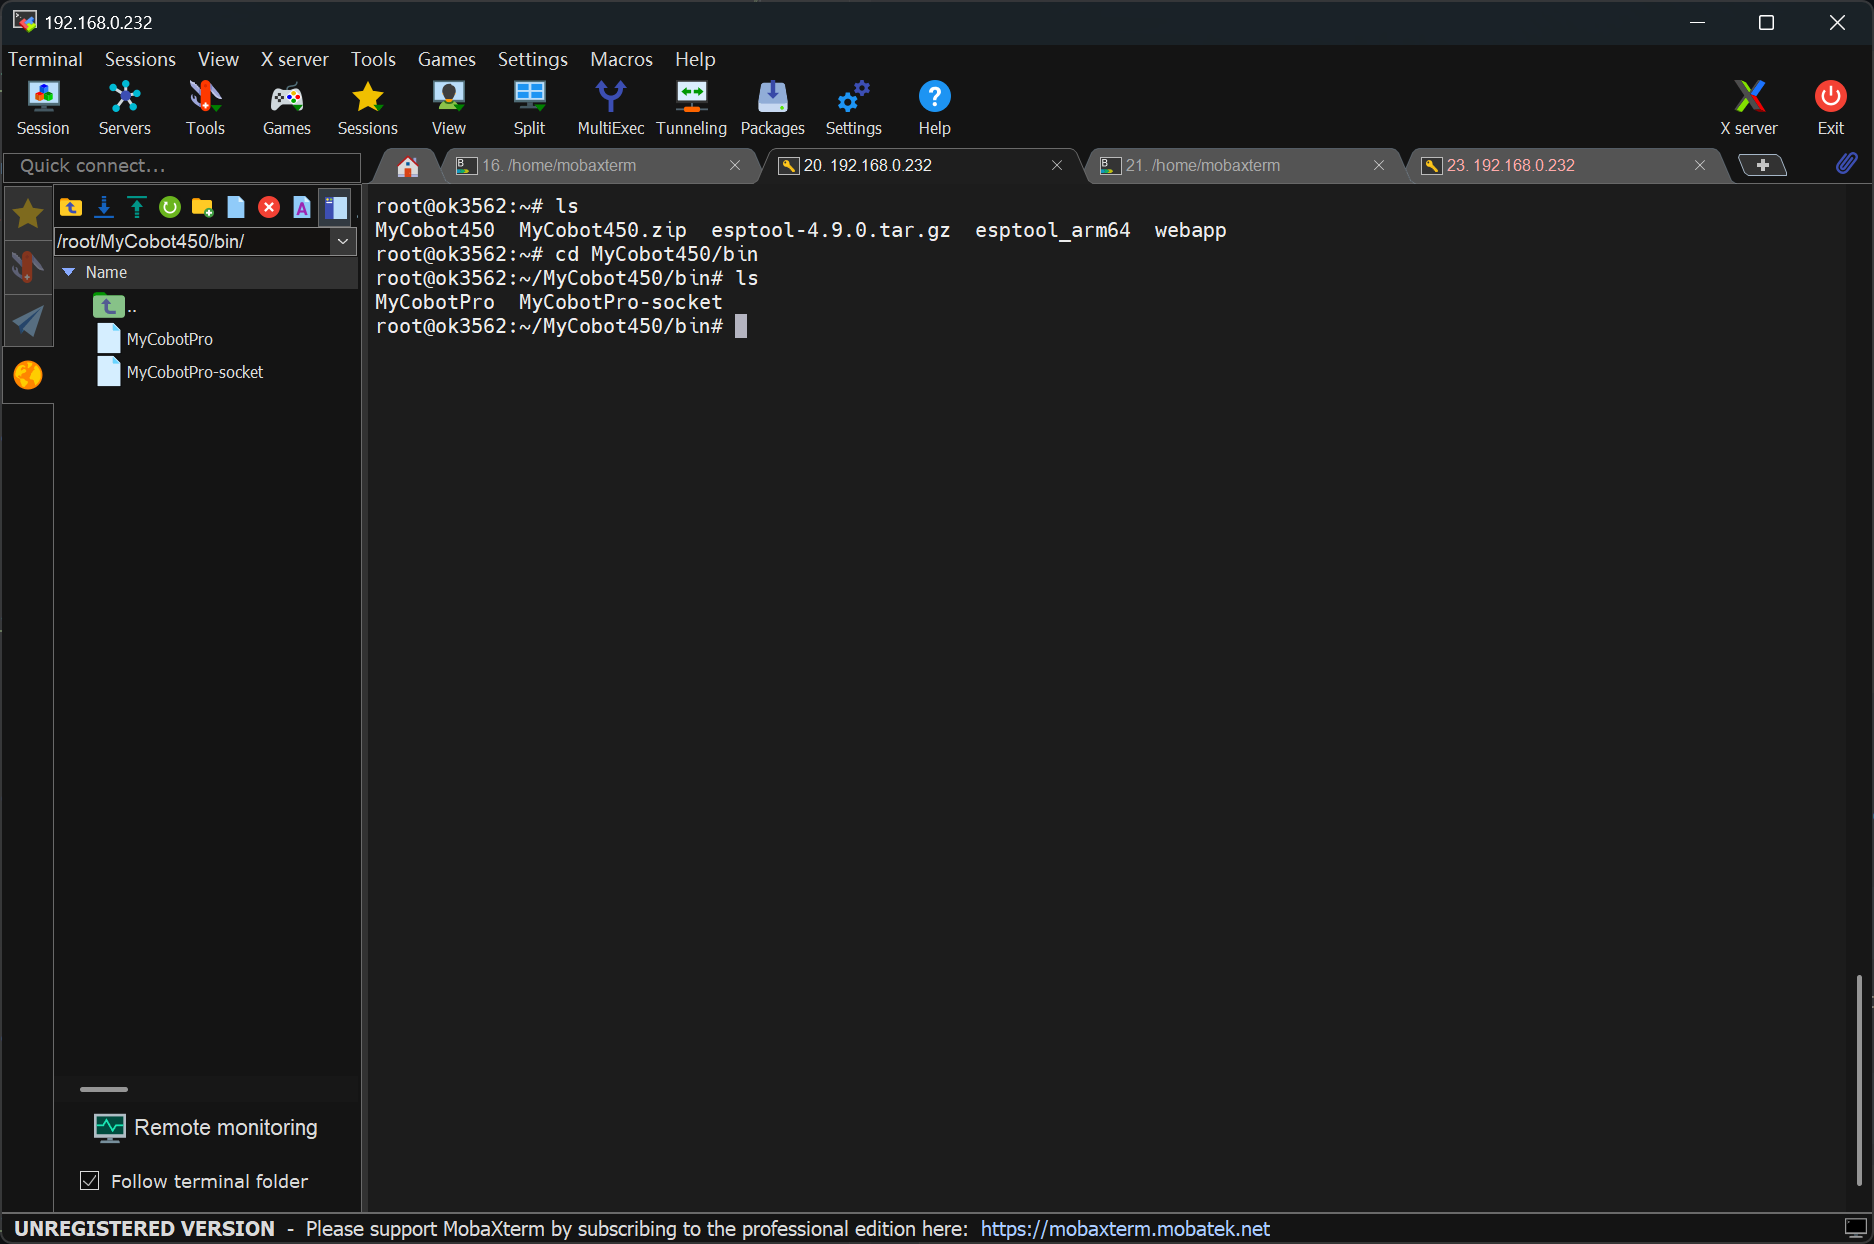 192.168.0.232
Terminal Sessions View X server Tools Games Settings Macros Help
Session Servers Tools Games Sessions View Split MultiExec Tunneling Packages Settings Help X server Exit
Quick connect...
16. /home/mobaxterm
20. 192.168.0.232
21. /home/mobaxterm
23. 192.168.0.232
/root/MyCobot450/bin/
Name
..
MyCobotPro
MyCobotPro-socket
root@ok3562:~# ls
MyCobot450  MyCobot450.zip  esptool-4.9.0.tar.gz  esptool_arm64  webapp
root@ok3562:~# cd MyCobot450/bin
root@ok3562:~/MyCobot450/bin# ls
MyCobotPro  MyCobotPro-socket
root@ok3562:~/MyCobot450/bin#
Remote monitoring
Follow terminal folder
UNREGISTERED VERSION - Please support MobaXterm by subscribing to the professional edition here: https://mobaxterm.mobatek.net